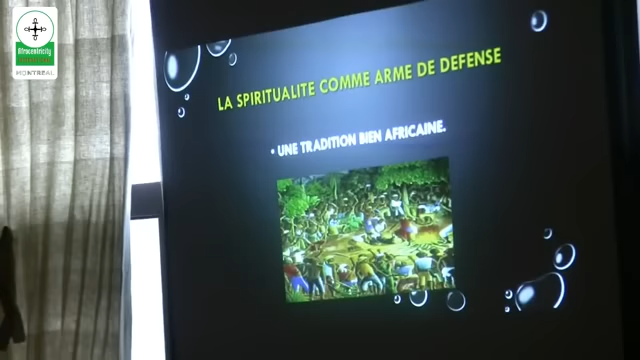 Afrocentricity
MONTREAL
LA SPIRITUALITE COMME ARME DE DEFENSE
• UNE TRADITION BIEN AFRICAINE.